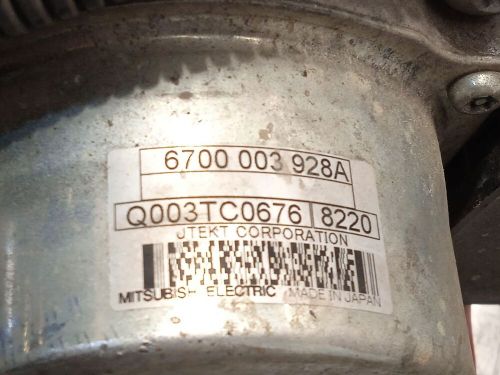 6700 003 928A
Q003TC0676 8220
JTEKT CORPORATION
MITSUBISHI ELECTRIC MADE IN JAPAN